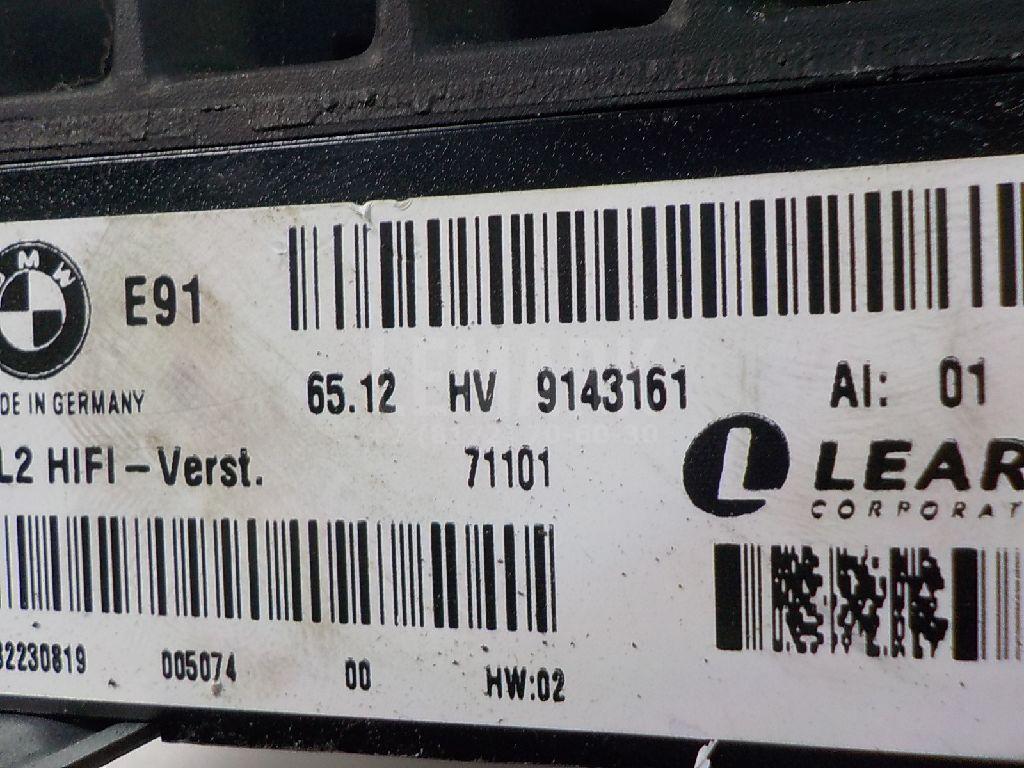 BMW
E91
DE IN GERMANY
65.12 HV 9143161 AI: 01
L2 HIFI – Verst. 71101
LEAR
CORPORAT
32230819 005074 00 HW:02